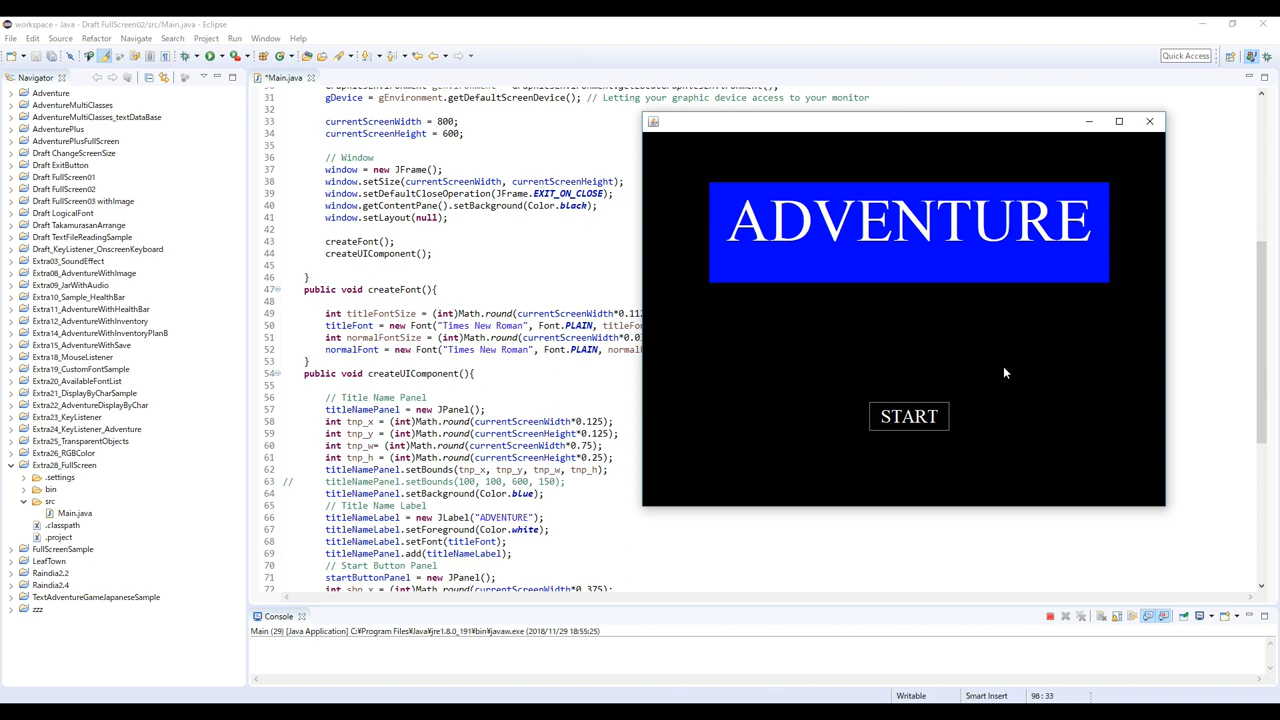 workspace - Java - Draft FullScreen02/src/Main.java - Eclipse
File Edit Source Refactor Navigate Search Project Run Window Help
Quick Access
Navigator
Adventure
AdventureMultiClasses
AdventureMultiClasses_textDataBase
AdventurePlus
AdventurePlusFullScreen
Draft ChangeScreenSize
Draft ExitButton
Draft FullScreen01
Draft FullScreen02
Draft FullScreen03 withImage
Draft LogicalFont
Draft TakamurasanArrange
Draft TextFileReadingSample
Draft_KeyListener_OnscreenKeyboard
Extra03_SoundEffect
Extra08_AdventureWithImage
Extra09_JarWithAudio
Extra10_Sample_HealthBar
Extra11_AdventureWithHealthBar
Extra12_AdventureWithInventory
Extra14_AdventureWithInventoryPlanB
Extra15_AdventureWithSave
Extra18_MouseListener
Extra19_CustomFontSample
Extra20_AvailableFontList
Extra21_DisplayByCharSample
Extra22_AdventureDisplayByChar
Extra23_KeyListener
Extra24_KeyListener_Adventure
Extra25_TransparentObjects
Extra26_RGBColor
Extra28_FullScreen
.settings
bin
src
Main.java
.classpath
.project
FullScreenSample
LeafTown
Raindia2.2
Raindia2.4
TextAdventureGameJapaneseSample
zzz
*Main.java
31 gDevice = gEnvironment.getDefaultScreenDevice(); // Letting your graphic device access to your monitor
32
33 currentScreenWidth = 800;
34 currentScreenHeight = 600;
35
36 // Window
37 window = new JFrame();
38 window.setSize(currentScreenWidth, currentScreenHeight);
39 window.setDefaultCloseOperation(JFrame.EXIT_ON_CLOSE);
40 window.getContentPane().setBackground(Color.black);
41 window.setLayout(null);
42
43 createFont();
44 createUIComponent();
45
46 }
47 public void createFont(){
48
49 int titleFontSize = (int)Math.round(currentScreenWidth*0.112
50 titleFont = new Font("Times New Roman", Font.PLAIN, titleFo
51 int normalFontSize = (int)Math.round(currentScreenWidth*0.0
52 normalFont = new Font("Times New Roman", Font.PLAIN, normal
53 }
54 public void createUIComponent(){
55
56 // Title Name Panel
57 titleNamePanel = new JPanel();
58 int tnp_x = (int)Math.round(currentScreenWidth*0.125);
59 int tnp_y = (int)Math.round(currentScreenHeight*0.125);
60 int tnp_w= (int)Math.round(currentScreenWidth*0.75);
61 int tnp_h = (int)Math.round(currentScreenHeight*0.25);
62 titleNamePanel.setBounds(tnp_x, tnp_y, tnp_w, tnp_h);
63 // titleNamePanel.setBounds(100, 100, 600, 150);
64 titleNamePanel.setBackground(Color.blue);
65 // Title Name Label
66 titleNameLabel = new JLabel("ADVENTURE");
67 titleNameLabel.setForeground(Color.white);
68 titleNameLabel.setFont(titleFont);
69 titleNamePanel.add(titleNameLabel);
70 // Start Button Panel
71 startButtonPanel = new JPanel();
72 int sbp_x = (int)Math.round(currentScreenWidth*0.375);
ADVENTURE
START
Console
Main (29) [Java Application] C:¥Program Files¥Java¥jre1.8.0_191¥bin¥javaw.exe (2018/11/29 18:55:25)
Writable Smart Insert 98 : 33